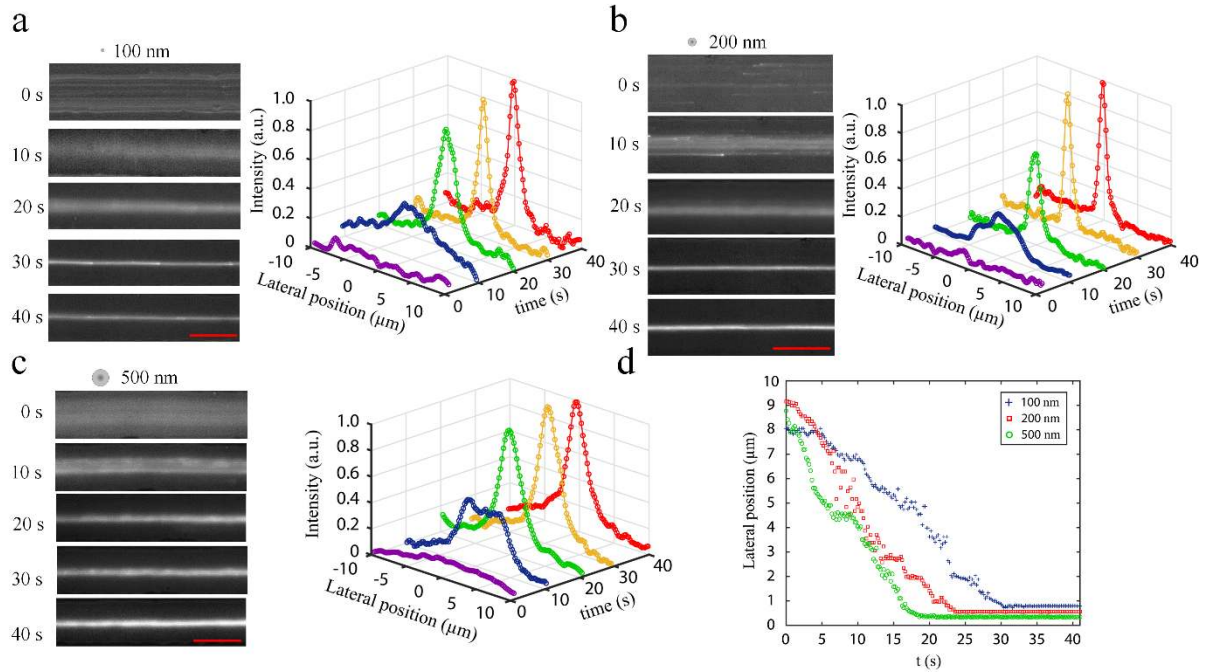 a
100 nm
0 s
10 s
20 s
30 s
40 s
Intensity (a.u.)
1.0
0.8
0.6
0.4
0.2
0
-10
-5
0
5
10
Lateral position (μm)
0
10
20
30
40
time (s)
b
200 nm
0 s
10 s
20 s
30 s
40 s
Intensity (a.u.)
1.0
0.8
0.6
0.4
0.2
0
-10
-5
0
5
10
Lateral position (μm)
0
10
20
30
40
time (s)
c
500 nm
0 s
10 s
20 s
30 s
40 s
Intensity (a.u.)
1.0
0.8
0.6
0.4
0.2
0
-10
-5
0
5
10
Lateral position (μm)
0
10
20
30
40
time (s)
d
Lateral position (μm)
10
9
8
7
6
5
4
3
2
1
0
0
5
10
15
20
25
30
35
40
t (s)
100 nm
200 nm
500 nm